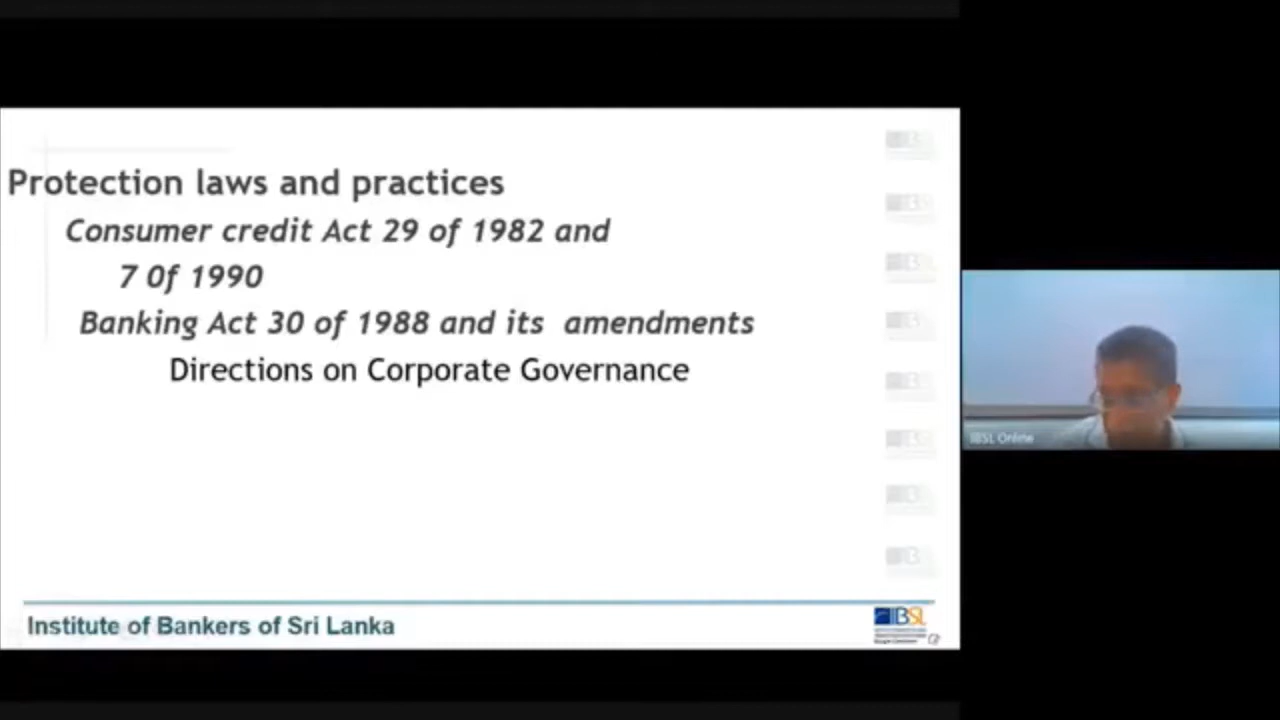 Protection laws and practices
Consumer credit Act 29 of 1982 and
7 0f 1990
Banking Act 30 of 1988 and its amendments
Directions on Corporate Governance
IBSL Online
Institute of Bankers of Sri Lanka
IBSL